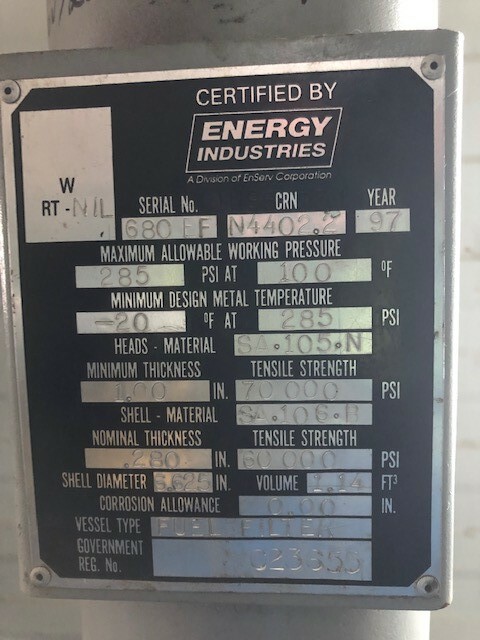 CERTIFIED BY
ENERGY
INDUSTRIES
A Division of EnServ Corporation
W
RT - NIL
SERIAL No. CRN YEAR
680 EF N4402.2 97
MAXIMUM ALLOWABLE WORKING PRESSURE
285 PSI AT 100 °F
MINIMUM DESIGN METAL TEMPERATURE
-20 °F AT 285 PSI
HEADS - MATERIAL SA.105.N
MINIMUM THICKNESS TENSILE STRENGTH
1.00 IN. 70 000 PSI
SHELL - MATERIAL SA.106.B
NOMINAL THICKNESS TENSILE STRENGTH
.280 IN. 60 000 PSI
SHELL DIAMETER 8.625 IN. VOLUME 1.14 FT³
CORROSION ALLOWANCE 0.00 IN.
VESSEL TYPE FUEL FILTER
GOVERNMENT
REG. No.